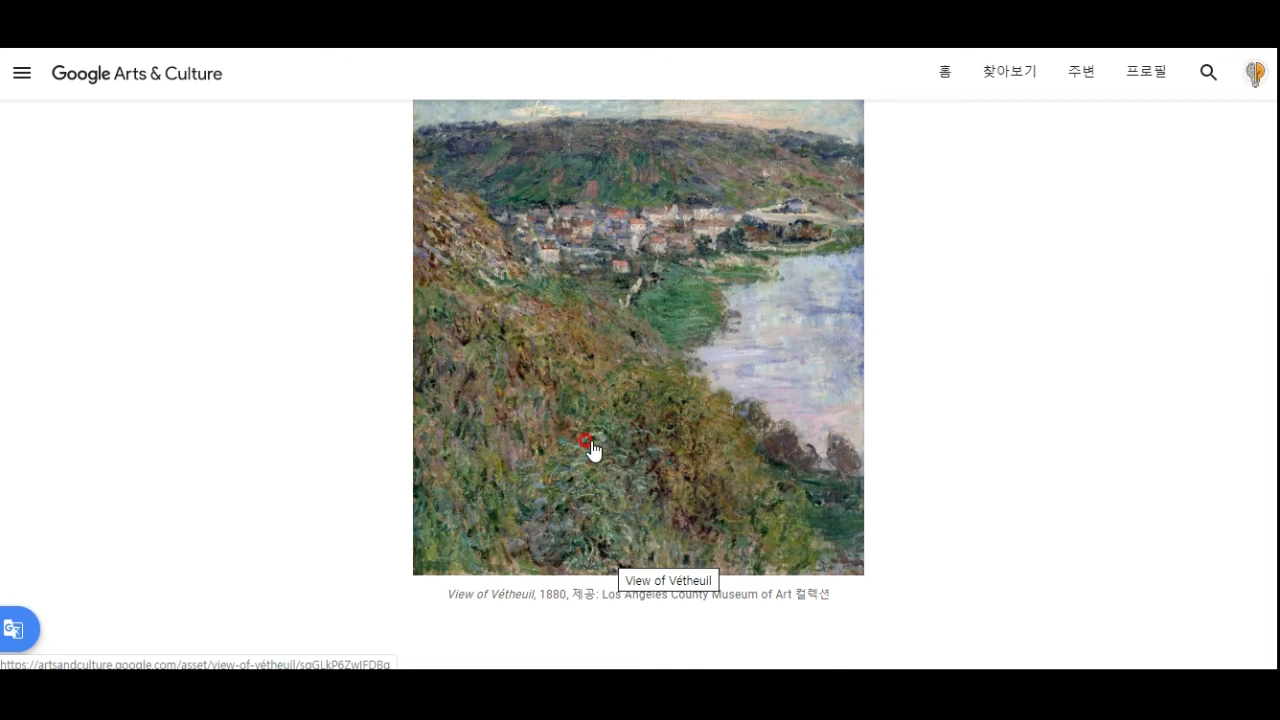 Google Arts & Culture
홈 찾아보기 주변 프로필
View of Vétheuil
View of Vétheuil, 1880, 제공: Los Angeles County Museum of Art 컬렉션
https://artsandculture.google.com/asset/view-of-vétheuil/